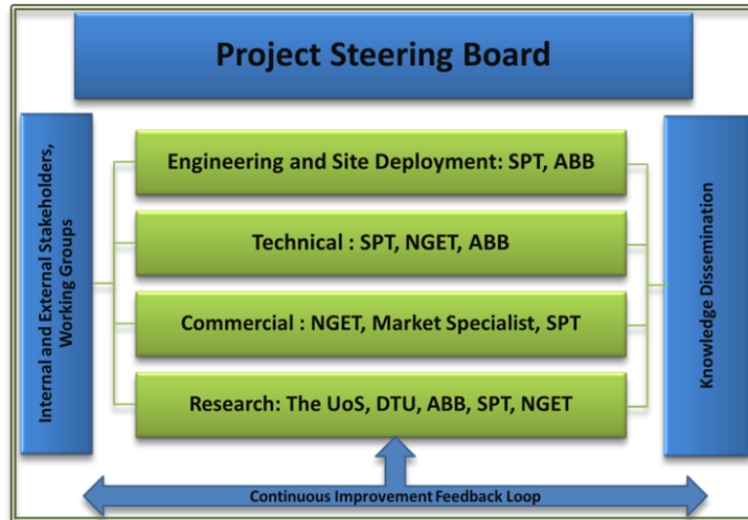 Project Steering Board
Internal and External Stakeholders,
Working Groups
Engineering and Site Deployment: SPT, ABB
Technical : SPT, NGET, ABB
Commercial : NGET, Market Specialist, SPT
Research: The UoS, DTU, ABB, SPT, NGET
Knowledge Dissemination
Continuous Improvement Feedback Loop